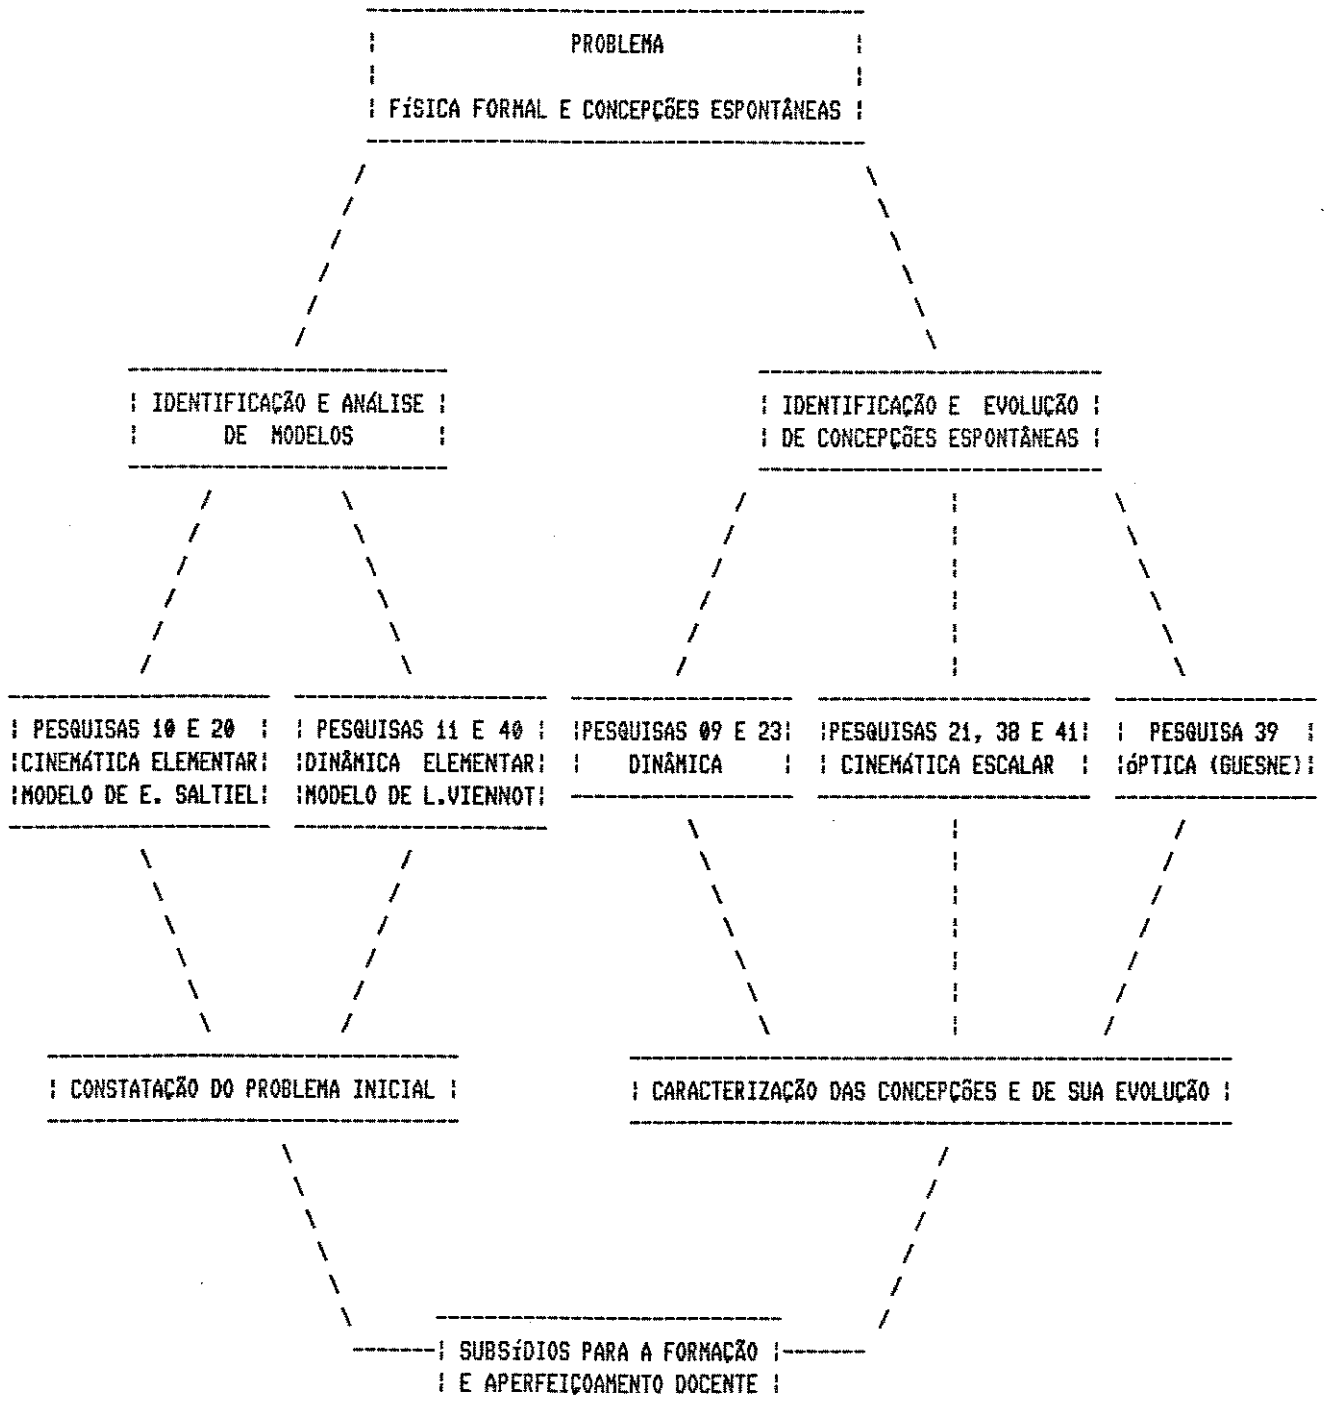 PROBLEMA
FíSICA FORMAL E CONCEPÇÕES ESPONTÂNEAS
IDENTIFICAÇÃO E ANÁLISE
DE MODELOS
IDENTIFICAÇÃO E EVOLUÇÃO
DE CONCEPÇÕES ESPONTÂNEAS
PESQUISAS 10 E 20
CINEMÁTICA ELEMENTAR
MODELO DE E. SALTIEL
PESQUISAS 11 E 40
DINÂMICA ELEMENTAR
MODELO DE L.VIENNOT
PESQUISAS 09 E 23
DINÂMICA
PESQUISAS 21, 38 E 41
CINEMÁTICA ESCALAR
PESQUISA 39
óPTICA (GUESNE)
CONSTATAÇÃO DO PROBLEMA INICIAL
CARACTERIZAÇÃO DAS CONCEPÇÕES E DE SUA EVOLUÇÃO
SUBSíDIOS PARA A FORMAÇÃO
E APERFEIÇOAMENTO DOCENTE